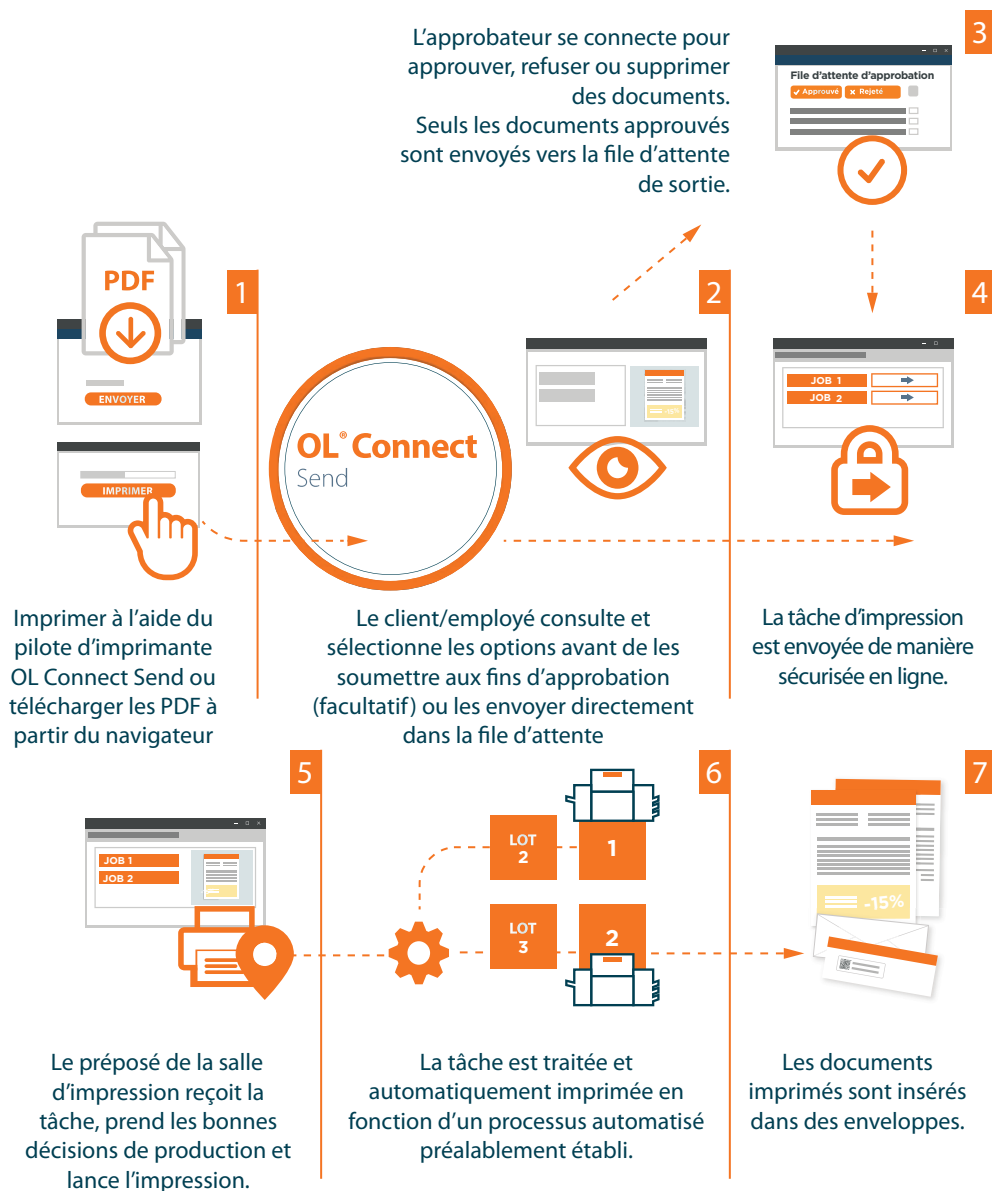 L’approbateur se connecte pour
approuver, refuser ou supprimer
des documents.
Seuls les documents approuvés
sont envoyés vers la file d’attente
de sortie.
3
File d’attente d’approbation
Approuvé
Rejeté
1
PDF
ENVOYER
IMPRIMER
Imprimer à l’aide du
pilote d’imprimante
OL Connect Send ou
télécharger les PDF à
partir du navigateur
2
OL® Connect
Send
-15%
Le client/employé consulte et
sélectionne les options avant de les
soumettre aux fins d’approbation
(facultatif) ou les envoyer directement
dans la file d’attente
4
JOB 1
JOB 2
La tâche d’impression
est envoyée de manière
sécurisée en ligne.
5
JOB 1
JOB 2
Le préposé de la salle
d’impression reçoit la
tâche, prend les bonnes
décisions de production et
lance l’impression.
6
LOT
2
1
LOT
3
2
La tâche est traitée et
automatiquement imprimée en
fonction d’un processus automatisé
préalablement établi.
7
-15%
Les documents
imprimés sont insérés
dans des enveloppes.